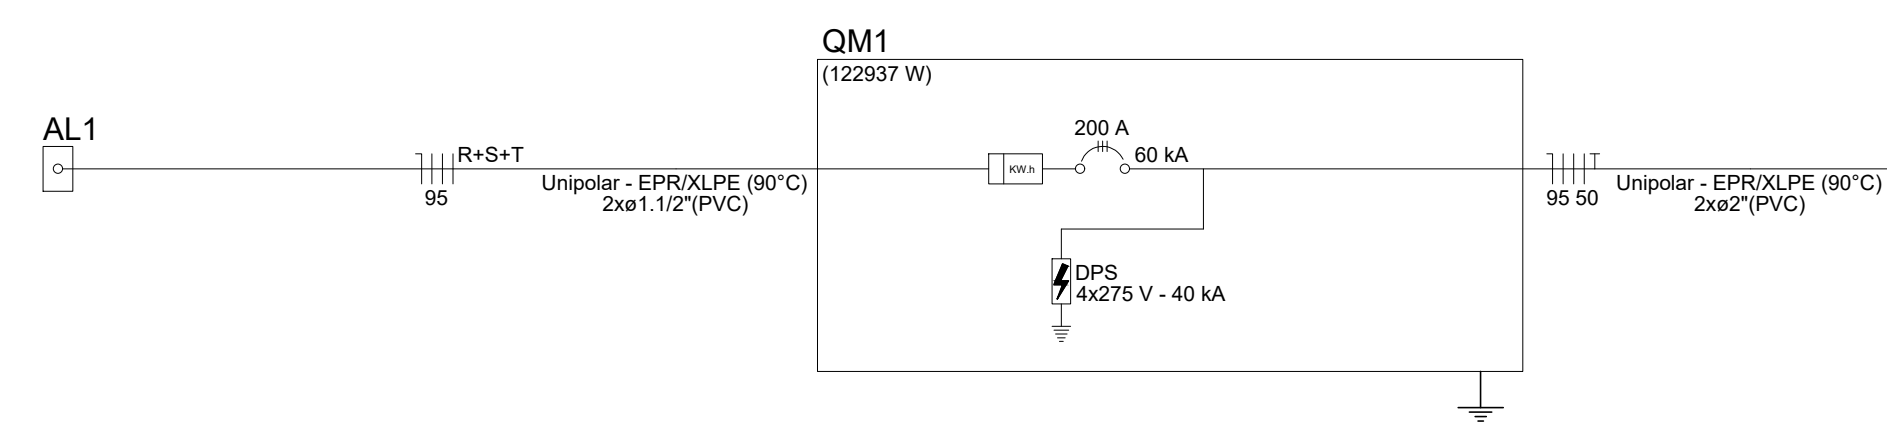 QM1
(122937 W)
AL1
R+S+T
95
Unipolar - EPR/XLPE (90°C)
2xø1.1/2"(PVC)
KW.h
200 A
60 kA
DPS
4x275 V - 40 kA
95 50
Unipolar - EPR/XLPE (90°C)
2xø2"(PVC)